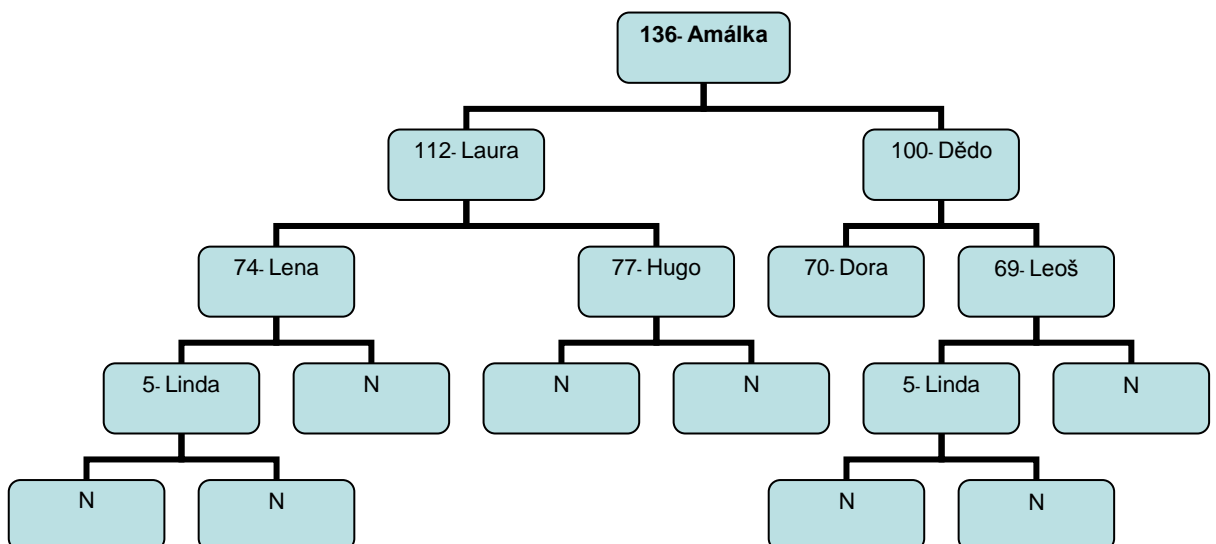 136- Amálka
112- Laura
100- Dědo
74- Lena
77- Hugo
70- Dora
69- Leoš
5- Linda
N
N
N
5- Linda
N
N
N
N
N